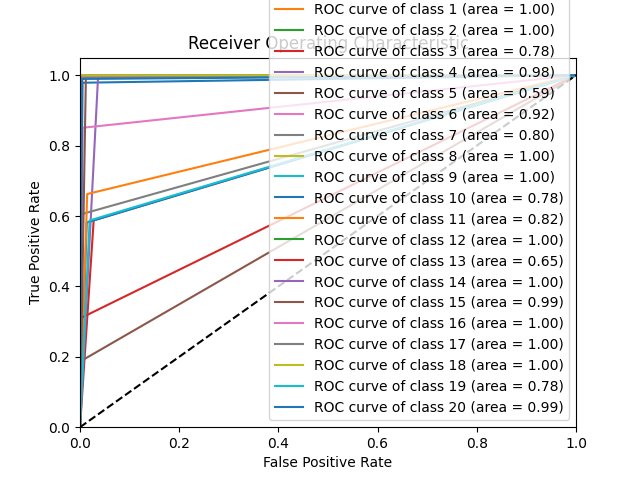 ROC curve of class 1 (area = 1.00)
ROC curve of class 2 (area = 1.00)
Receiver Operating Characteristic
ROC curve of class 3 (area = 0.78)
ROC curve of class 4 (area = 0.98)
ROC curve of class 5 (area = 0.59)
ROC curve of class 6 (area = 0.92)
ROC curve of class 7 (area = 0.80)
ROC curve of class 8 (area = 1.00)
ROC curve of class 9 (area = 1.00)
ROC curve of class 10 (area = 0.78)
ROC curve of class 11 (area = 0.82)
ROC curve of class 12 (area = 1.00)
ROC curve of class 13 (area = 0.65)
ROC curve of class 14 (area = 1.00)
ROC curve of class 15 (area = 0.99)
ROC curve of class 16 (area = 1.00)
ROC curve of class 17 (area = 1.00)
ROC curve of class 18 (area = 1.00)
ROC curve of class 19 (area = 0.78)
ROC curve of class 20 (area = 0.99)
True Positive Rate
1.0
0.8
0.6
0.4
0.2
0.0
0.0 0.2 0.4 0.6 0.8 1.0
False Positive Rate